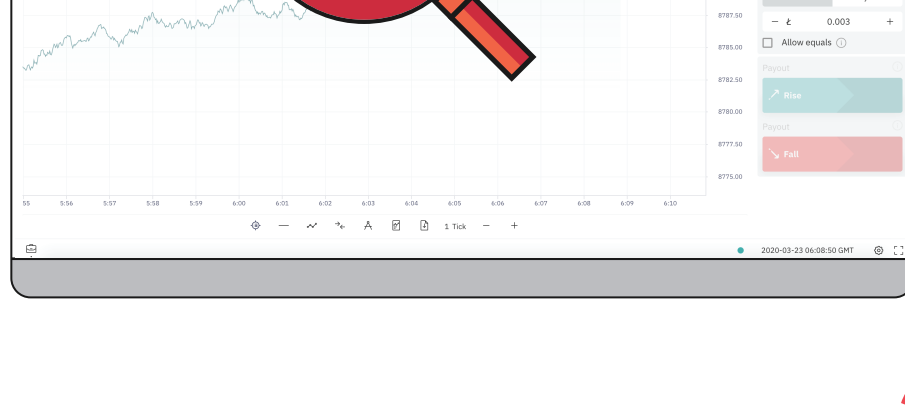 8787.50
− Ł 0.003 +
8785.00
Allow equals
Payout
8782.50
Rise
8780.00
Payout
8777.50
Fall
8775.00
55 5:56 5:57 5:58 5:59 6:00 6:01 6:02 6:03 6:04 6:05 6:06 6:07 6:08 6:09 6:10
1 Tick − +
2020-03-23 06:08:50 GMT